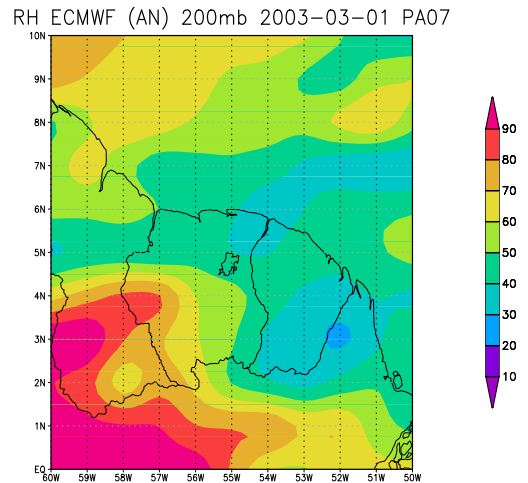 RH ECMWF (AN) 200mb 2003-03-01 PA07
10N
9N
8N
7N
6N
5N
4N
3N
2N
1N
EQ
60W 59W 58W 57W 56W 55W 54W 53W 52W 51W 50W
90
80
70
60
50
40
30
20
10